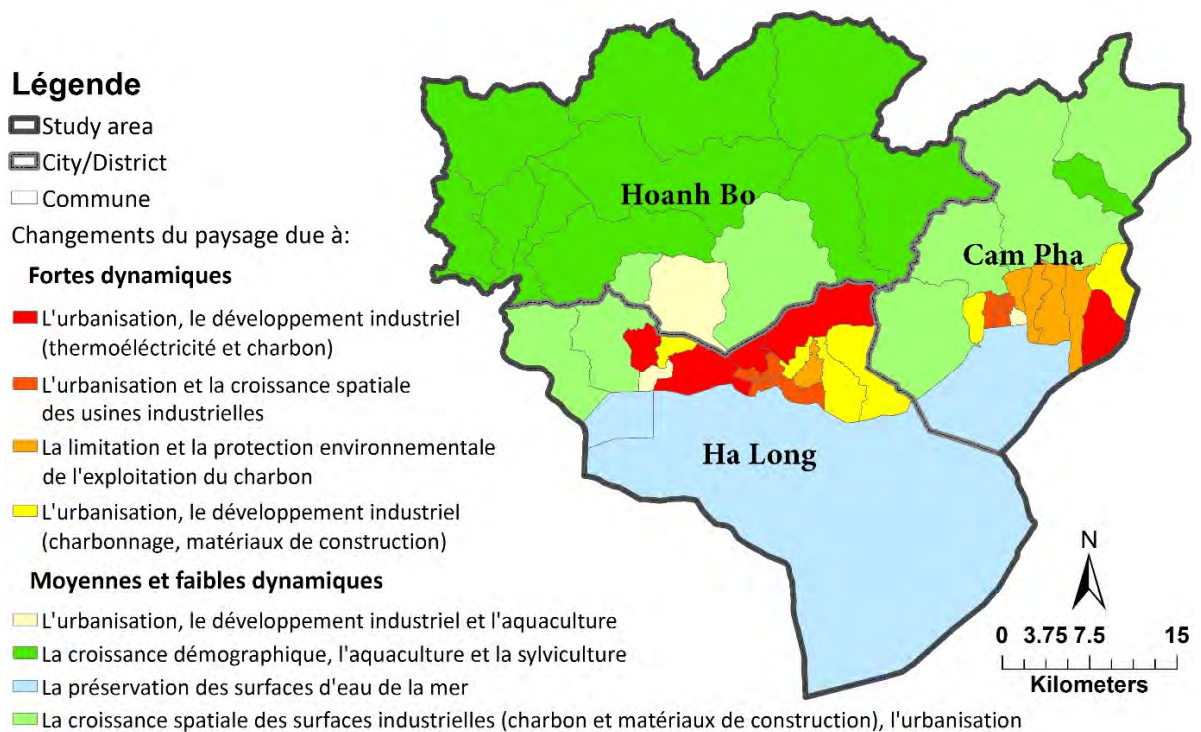 Légende
Study area
City/District
Commune
Changements du paysage due à:
Fortes dynamiques
L'urbanisation, le développement industriel
(thermoéléctricité et charbon)
L'urbanisation et la croissance spatiale
des usines industrielles
La limitation et la protection environnementale
de l'exploitation du charbon
L'urbanisation, le développement industriel
(charbonnage, matériaux de construction)
Moyennes et faibles dynamiques
L'urbanisation, le développement industriel et l'aquaculture
La croissance démographique, l'aquaculture et la sylviculture
La préservation des surfaces d'eau de la mer
La croissance spatiale des surfaces industrielles (charbon et matériaux de construction), l'urbanisation
Hoanh Bo
Cam Pha
Ha Long
N
0 3.75 7.5 15
Kilometers